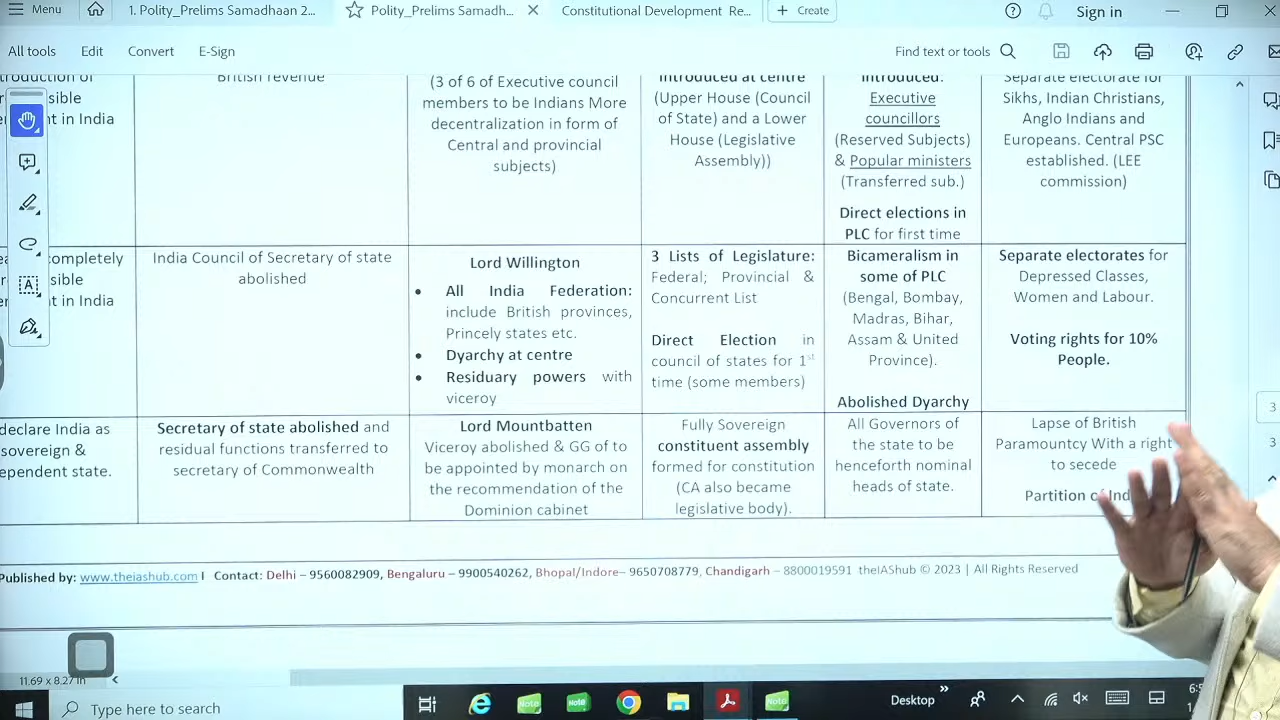 Menu
1. Polity_Prelims Samadhaan 2...
Polity_Prelims Samadh...
Constitutional Development Re...
Create
Sign in
All tools
Edit
Convert
E-Sign
Find text or tools
British revenue
in India
(3 of 6 of Executive council
members to be Indians More
decentralization in form of
Central and provincial
subjects)
Introduced at centre
(Upper House (Council
of State) and a Lower
House (Legislative
Assembly))
Introduced:
Executive
councillors
(Reserved Subjects)
& Popular ministers
(Transferred sub.)
Direct elections in
PLC for first time
Separate electorate for
Sikhs, Indian Christians,
Anglo Indians and
Europeans. Central PSC
established. (LEE
commission)
India Council of Secretary of state
abolished
Lord Willington
• All India Federation:
include British provinces,
Princely states etc.
• Dyarchy at centre
• Residuary powers with
viceroy
3 Lists of Legislature:
Federal; Provincial &
Concurrent List
Direct Election in
council of states for 1st
time (some members)
Bicameralism in
some of PLC
(Bengal, Bombay,
Madras, Bihar,
Assam & United
Province).
Abolished Dyarchy
Separate electorates for
Depressed Classes,
Women and Labour.
Voting rights for 10%
People.
declare India as
sovereign &
ependent state.
Secretary of state abolished and
residual functions transferred to
secretary of Commonwealth
Lord Mountbatten
Viceroy abolished & GG of to
be appointed by monarch on
the recommendation of the
Dominion cabinet
Fully Sovereign
constituent assembly
formed for constitution
(CA also became
legislative body).
All Governors of
the state to be
henceforth nominal
heads of state.
Lapse of British
Paramountcy With a right
to secede
Partition of
Published by: www.theiashub.com I Contact: Delhi – 9560082909, Bengaluru – 9900540262, Bhopal/Indore– 9650708779, Chandigarh – 8800019591 theIAShub © 2023 | All Rights Reserved
11.69 x 8.27 in
3
3
Type here to search
Note
Note
Note
Desktop